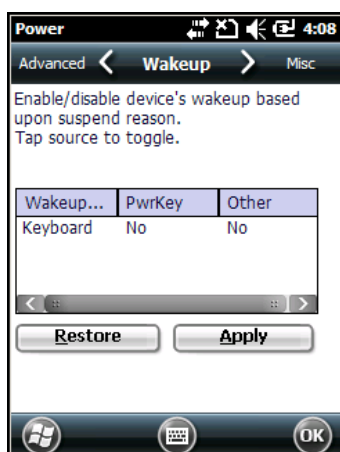 Power 4:08
Advanced Wakeup Misc
Enable/disable device's wakeup based
upon suspend reason.
Tap source to toggle.
Wakeup... PwrKey Other
Keyboard No No
Restore Apply
OK